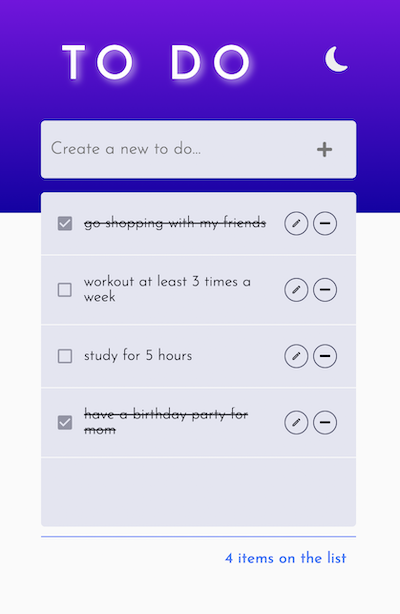 TO DO
Create a new to do...
go shopping with my friends
workout at least 3 times a
week
study for 5 hours
have a birthday party for
mom
4 items on the list